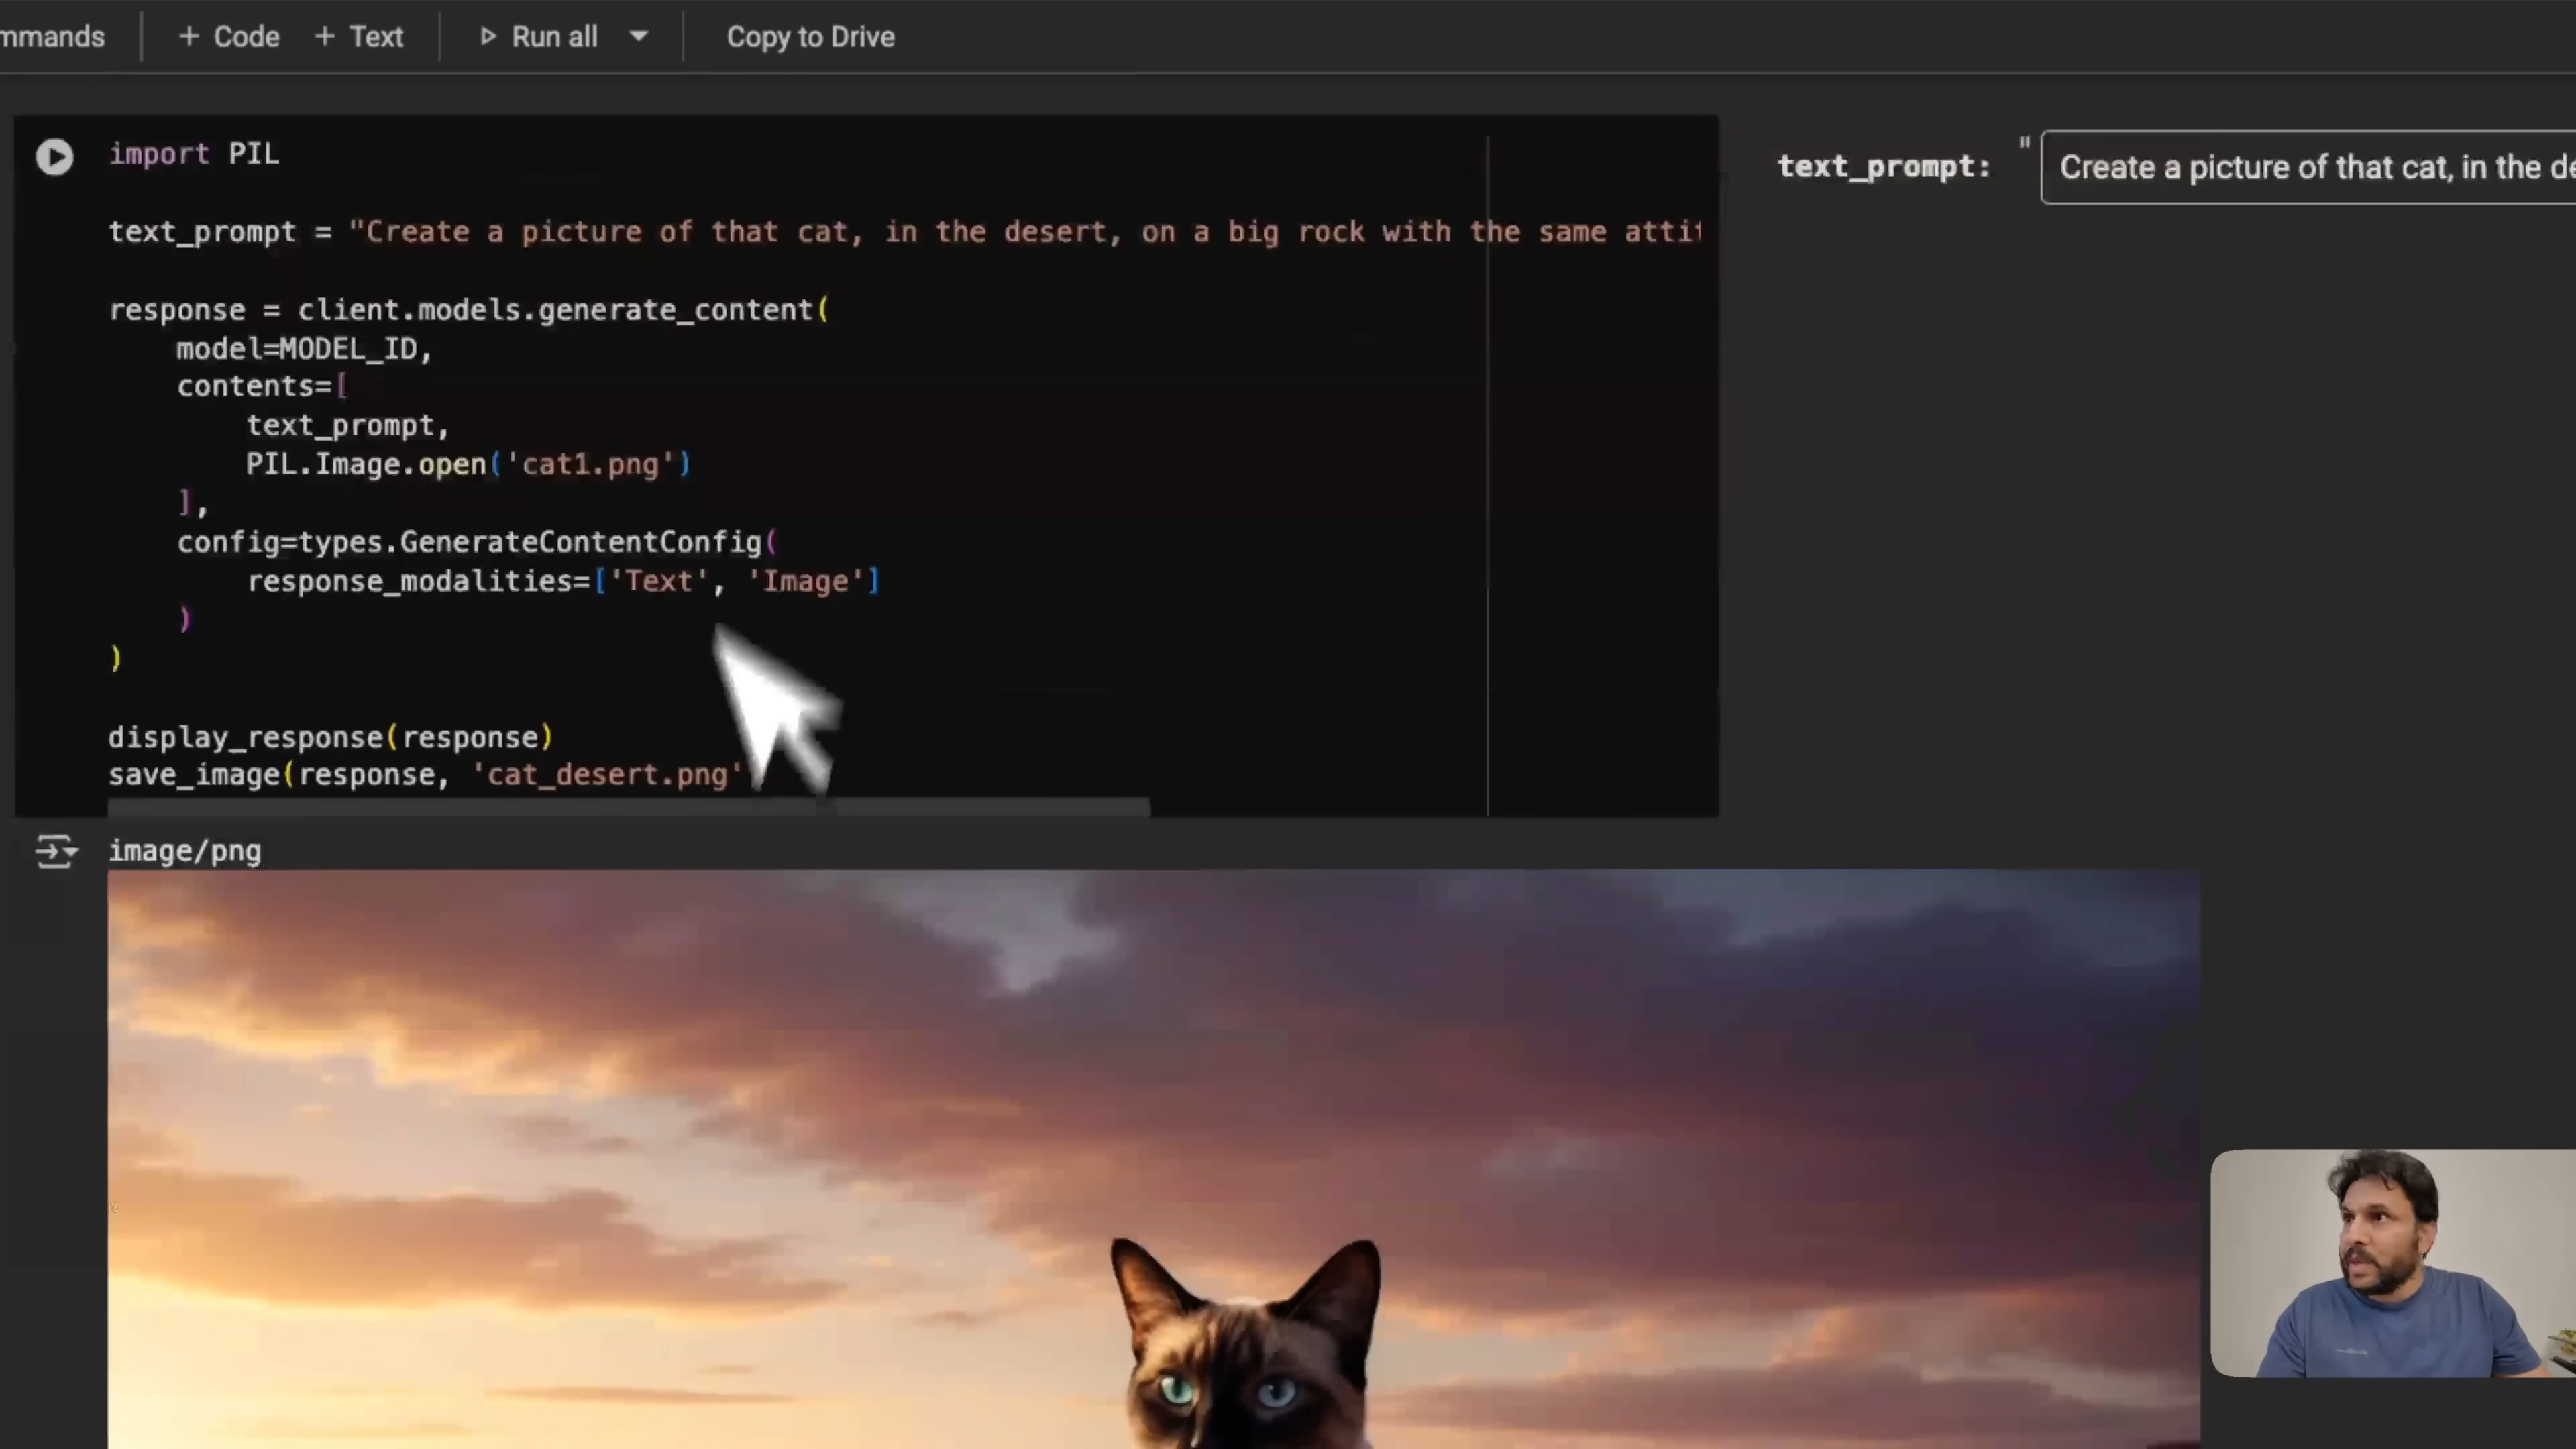 mmands + Code + Text Run all Copy to Drive
import PIL
text_prompt = "Create a picture of that cat, in the desert, on a big rock with the same attit
text_prompt: " Create a picture of that cat, in the de
response = client.models.generate_content(
model=MODEL_ID,
contents=[
text_prompt,
PIL.Image.open('cat1.png')
],
config=types.GenerateContentConfig(
response_modalities=['Text', 'Image']
)
)
display_response(response)
save_image(response, 'cat_desert.png'
image/png